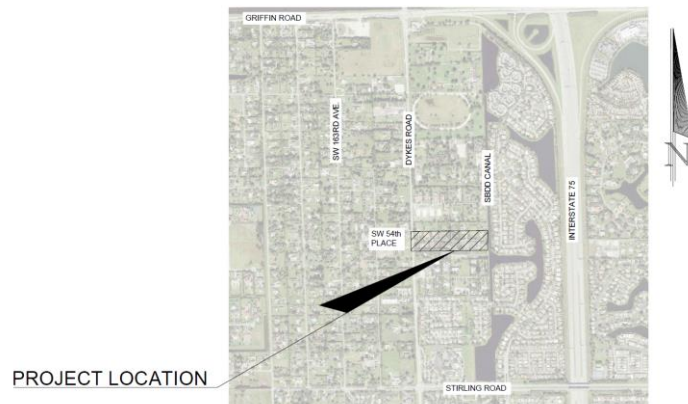 GRIFFIN ROAD
SW 163RD AVE.
DYKES ROAD
SBDD CANAL
INTERSTATE 75
N
SW 54th
PLACE
PROJECT LOCATION
STIRLING ROAD